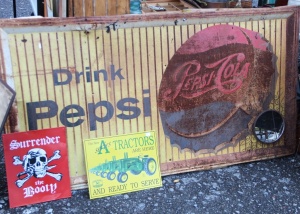 Drink
Pepsi
Pepsi-Cola
Surrender
the
Booty!
"A" TRACTORS
AND READY TO SERVE